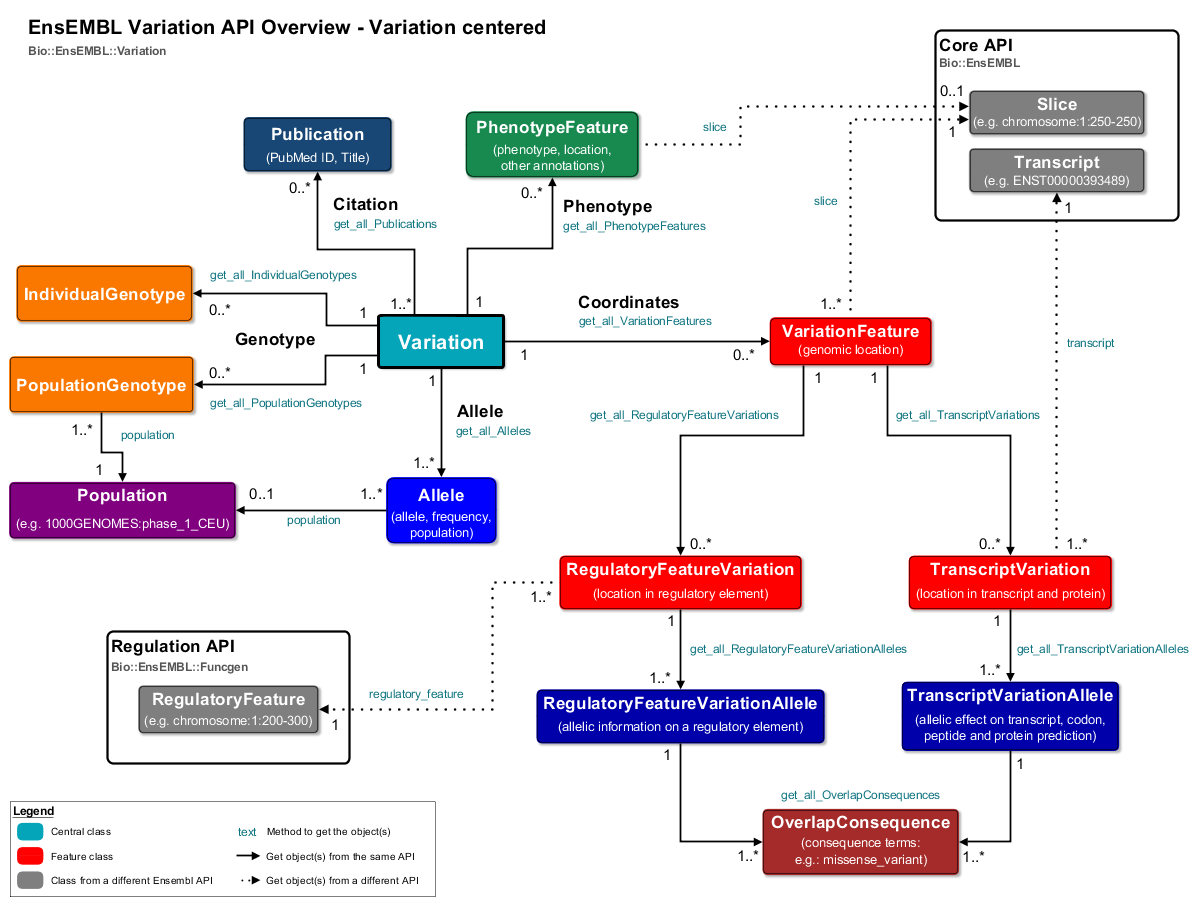 EnsEMBL Variation API Overview - Variation centered
Bio::EnsEMBL::Variation
Core API
Bio::EnsEMBL
0..1
Slice
(e.g. chromosome:1:250-250)
1
Transcript
(e.g. ENST00000393489)
1
Publication
(PubMed ID, Title)
0..*
PhenotypeFeature
(phenotype, location,
other annotations)
0..*
slice
slice
Citation
get_all_Publications
Phenotype
get_all_PhenotypeFeatures
IndividualGenotype
get_all_IndividualGenotypes
0..*
1
1..*
1
Coordinates
get_all_VariationFeatures
1..*
Genotype
Variation
1
0..*
VariationFeature
(genomic location)
transcript
PopulationGenotype
0..*
1
get_all_PopulationGenotypes
1
1
1
1..*
population
1
Allele
get_all_Alleles
1..*
get_all_RegulatoryFeatureVariations
get_all_TranscriptVariations
Population
(e.g. 1000GENOMES:phase_1_CEU)
0..1
1..*
population
Allele
(allele, frequency,
population)
0..*
0..*
1..*
RegulatoryFeatureVariation
(location in regulatory element)
1..*
1
TranscriptVariation
(location in transcript and protein)
1
get_all_RegulatoryFeatureVariationAlleles
get_all_TranscriptVariationAlleles
1..*
1..*
Regulation API
Bio::EnsEMBL::Funcgen
RegulatoryFeature
(e.g. chromosome:1:200-300)
1
regulatory_feature
RegulatoryFeatureVariationAllele
(allelic information on a regulatory element)
1
TranscriptVariationAllele
(allelic effect on transcript, codon,
peptide and protein prediction)
1
get_all_OverlapConsequences
OverlapConsequence
(consequence terms:
e.g.: missense_variant)
1..*
1..*
Legend
Central class
text Method to get the object(s)
Feature class
Get object(s) from the same API
Class from a different Ensembl API
Get object(s) from a different API